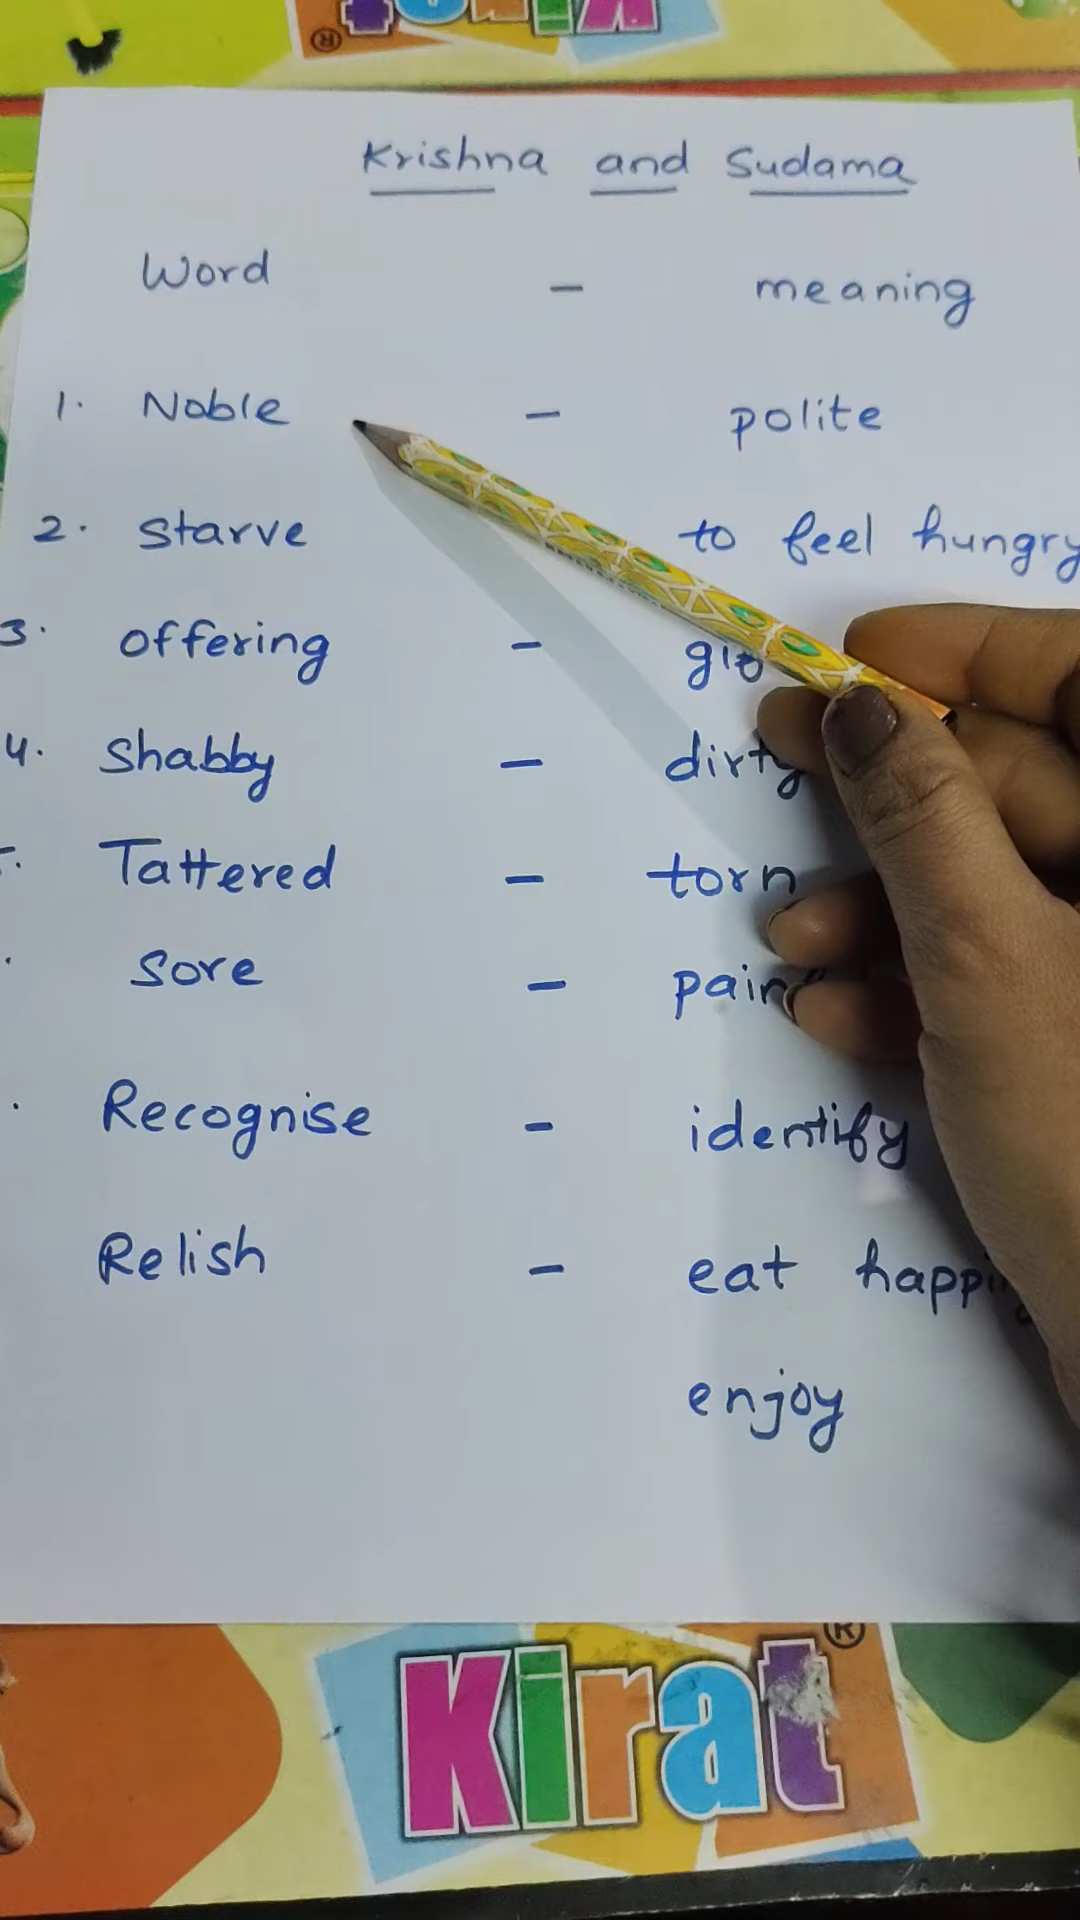 Krishna and Sudama
Word - meaning
1. Noble - polite
2. Starve to feel hungry
3. offering -
4. Shabby - dirty
Tattered - torn
Sore -
Recognise - identify
Relish - eat
enjoy
Kirat®